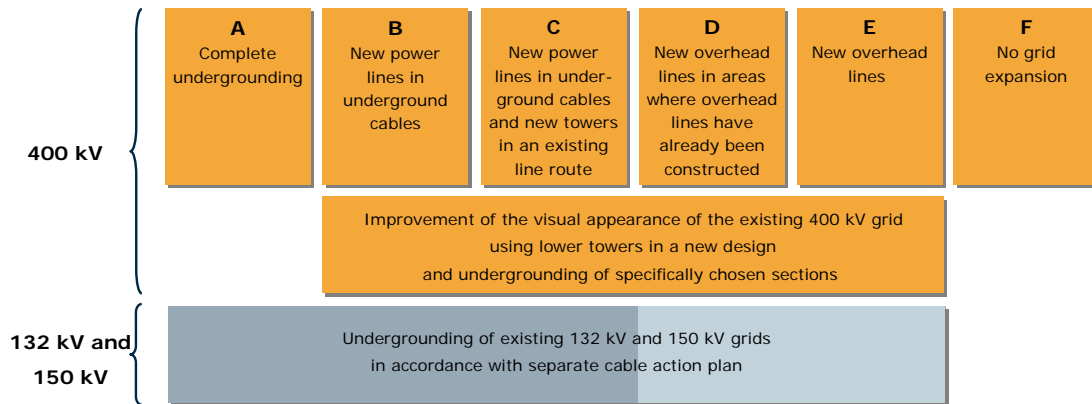 400 kV
A
Complete
undergrounding
B
New power
lines in
underground
cables
C
New power
lines in under-
ground cables
and new towers
in an existing
line route
D
New overhead
lines in areas
where overhead
lines have
already been
constructed
E
New overhead
lines
F
No grid
expansion
Improvement of the visual appearance of the existing 400 kV grid
using lower towers in a new design
and undergrounding of specifically chosen sections
132 kV and
150 kV
Undergrounding of existing 132 kV and 150 kV grids
in accordance with separate cable action plan